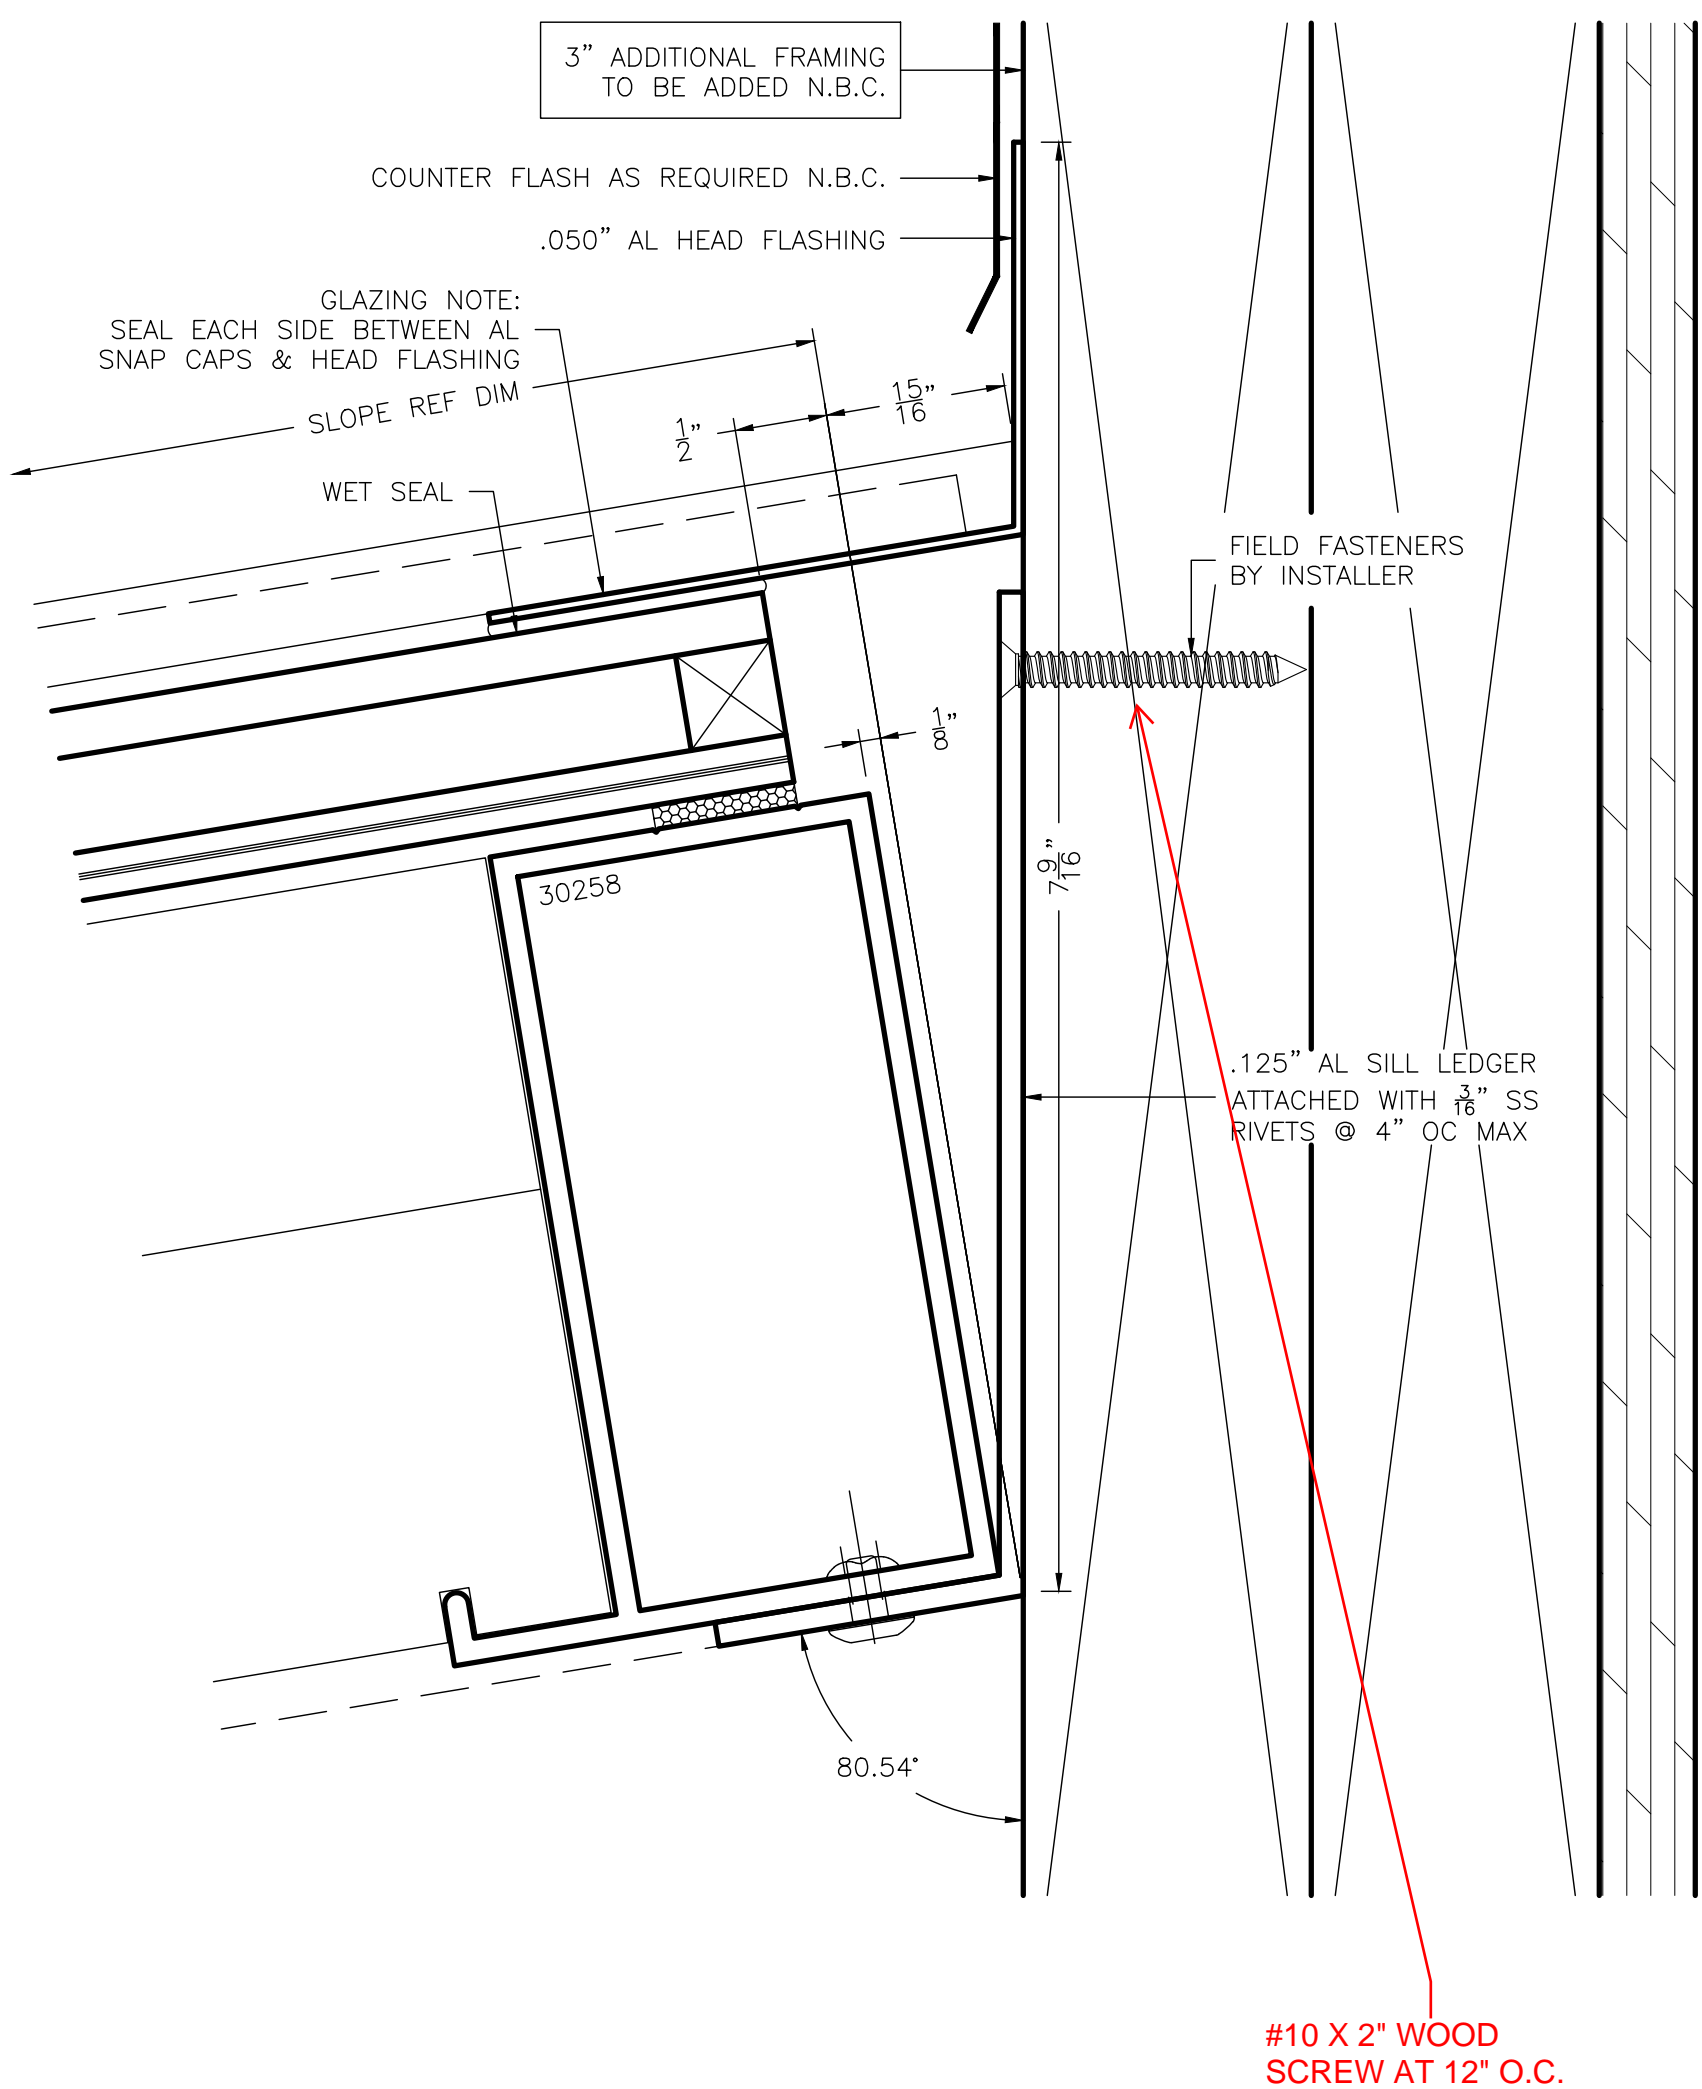 3” ADDITIONAL FRAMING
TO BE ADDED N.B.C.
COUNTER FLASH AS REQUIRED N.B.C.
.050” AL HEAD FLASHING
GLAZING NOTE:
SEAL EACH SIDE BETWEEN AL
SNAP CAPS & HEAD FLASHING
SLOPE REF DIM
15/16”
1/2”
WET SEAL
FIELD FASTENERS
BY INSTALLER
1/8”
7 9/16”
30258
.125” AL SILL LEDGER
ATTACHED WITH 3/16” SS
RIVETS @ 4” OC MAX
80.54°
#10 X 2" WOOD
SCREW AT 12" O.C.